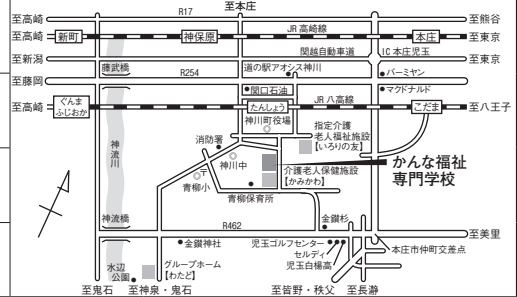 至本庄
至高崎 R17 至熊谷
至高崎 新町 神保原 JR 高崎線 本庄 至東京
至新潟 関越自動車道 IC 本庄児玉 至東京
藤武橋 道の駅アオシス神川 バーミヤン
至藤岡 R254
関口石油 マクドナルド
至高崎 ぐんま
ふじおか たんしょう JR 八高線 こだま 至八王子
神川町役場
神流川
消防署
指定介護
老人福祉施設
【いろりの友】
神川中
〒
青柳小
介護老人保健施設
【かみかわ】
かんな福祉
専門学校
青柳保育所
神流橋 R462 金鑚杉 至美里
金鑚神社
児玉ゴルフセンター
セルディ
児玉白楊高
本庄市仲町交差点
水辺
公園
グループホーム
【わたど】
至鬼石 至神泉・鬼石 至皆野・秩父 至長瀞